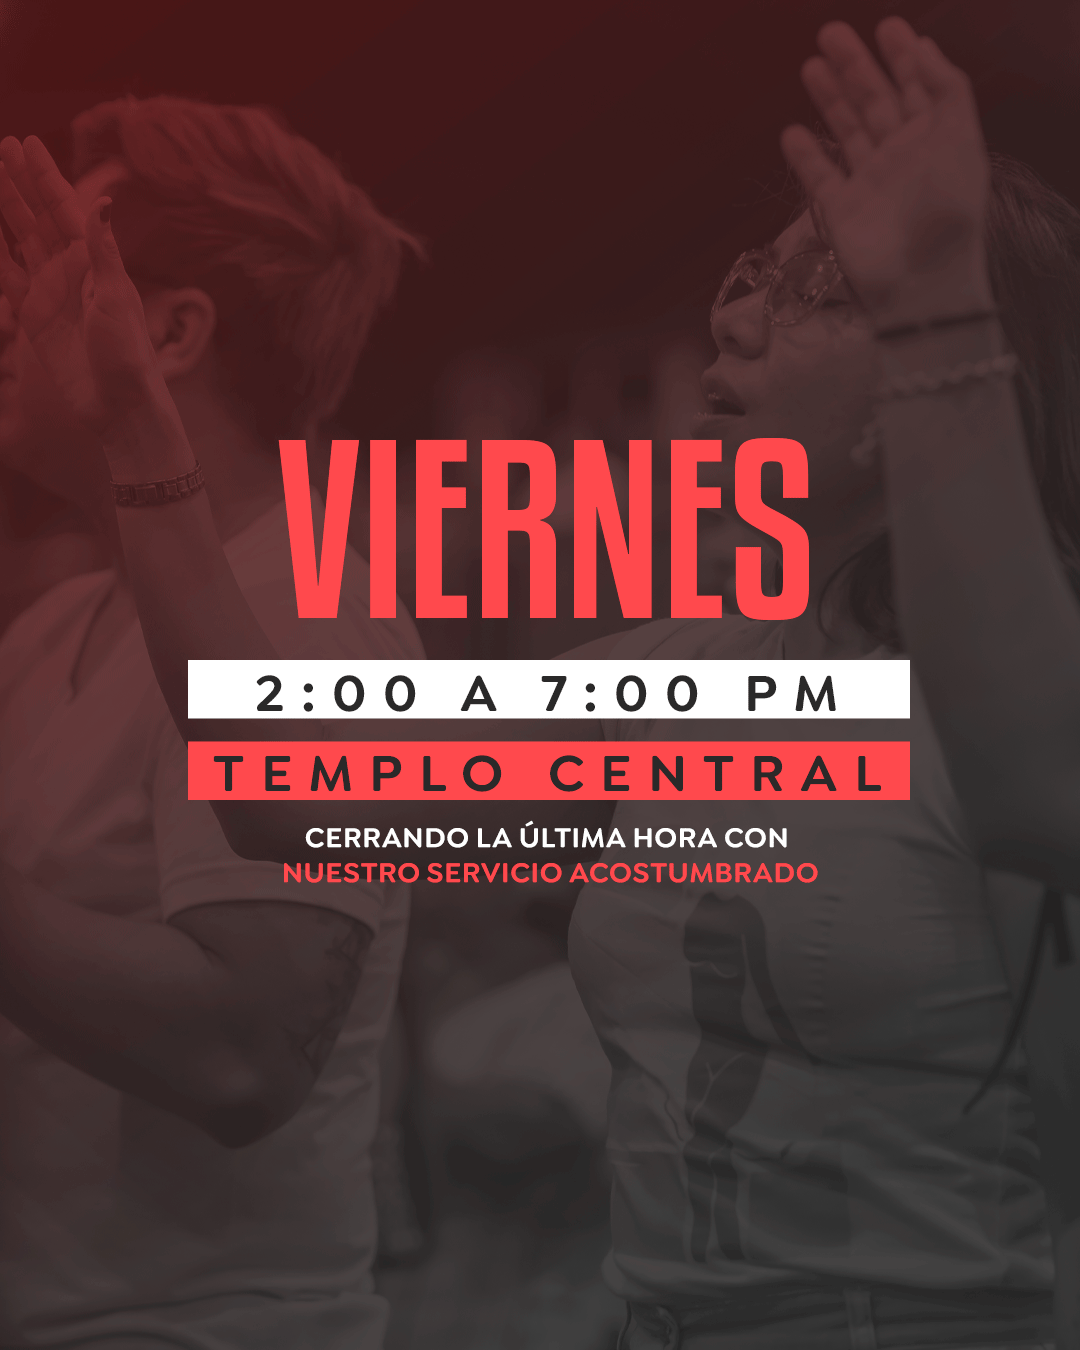 VIERNES
2:00 A 7:00 PM
TEMPLO CENTRAL
CERRANDO LA ÚLTIMA HORA CON
NUESTRO SERVICIO ACOSTUMBRADO